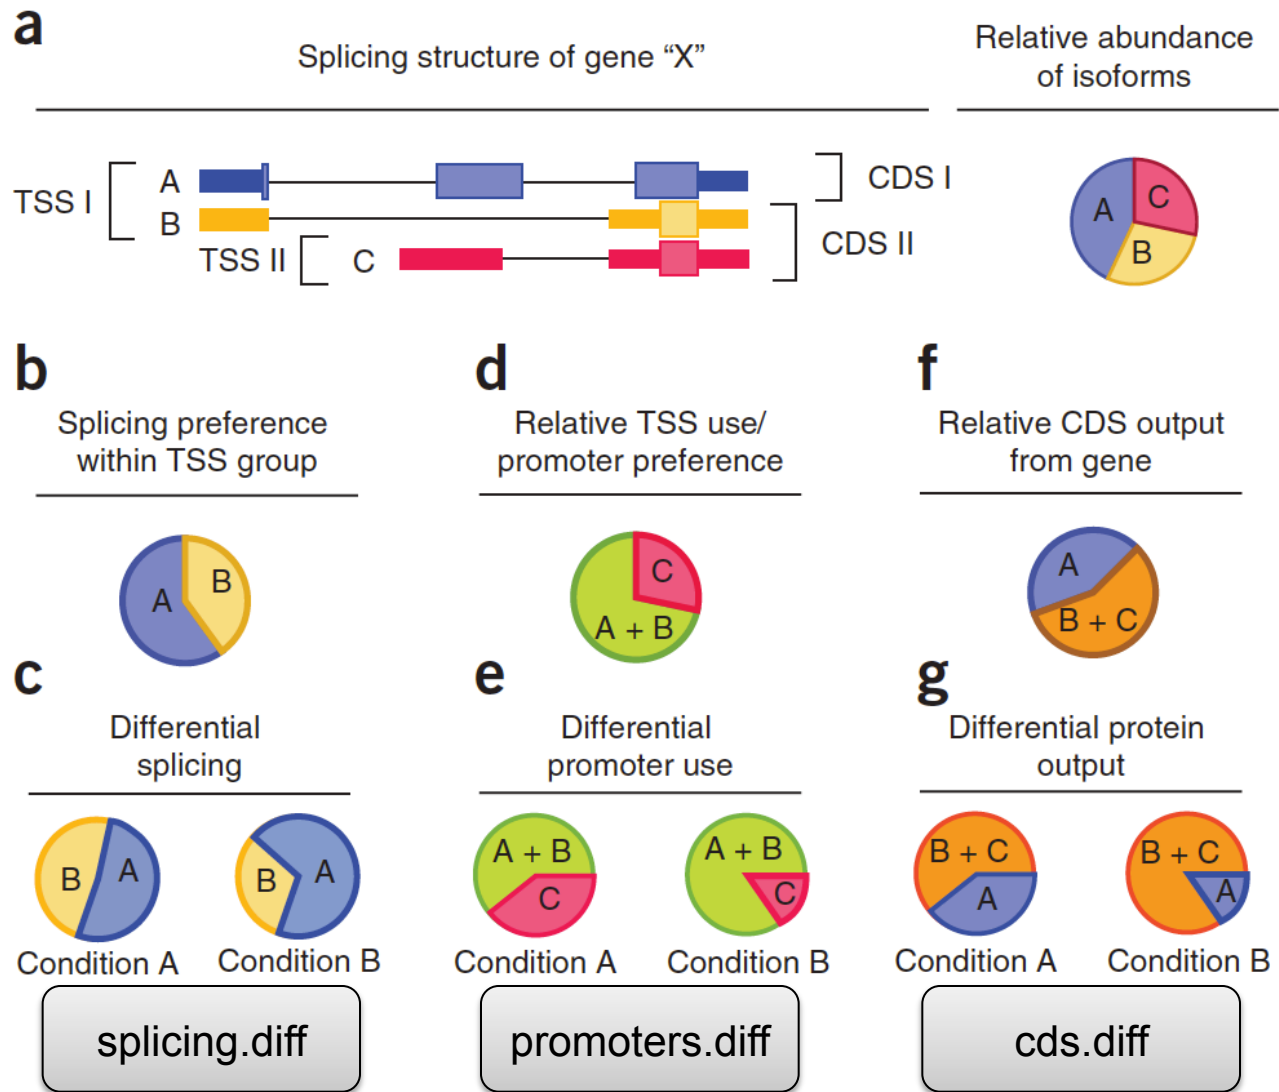 a
Splicing structure of gene “X”
Relative abundance
of isoforms
TSS I
A
B
TSS II
C
CDS I
CDS II
A
C
B
b
Splicing preference
within TSS group
A
B
d
Relative TSS use/
promoter preference
C
A + B
f
Relative CDS output
from gene
A
B + C
c
Differential
splicing
B
A
Condition A
B
A
Condition B
splicing.diff
e
Differential
promoter use
A + B
C
Condition A
A + B
C
Condition B
promoters.diff
g
Differential protein
output
B + C
A
Condition A
B + C
A
Condition B
cds.diff